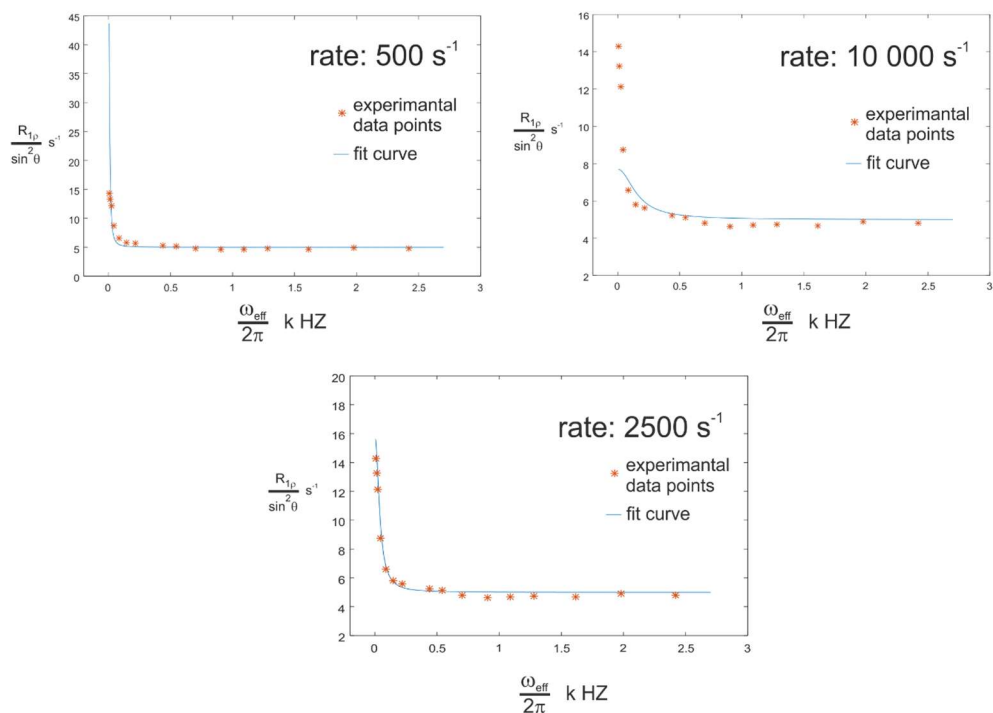 45
40
35
30
25
20
15
10
5
0
0
0.5
1
1.5
2
2.5
3
rate: 500 s⁻¹
experimantal
data points
fit curve
R₁ρ
sin²θ s⁻¹
ωeff
2π k HZ
16
14
12
10
8
6
4
2
0
0.5
1
1.5
2
2.5
3
rate: 10 000 s⁻¹
experimantal
data points
fit curve
R₁ρ
sin²θ s⁻¹
ωeff
2π k HZ
20
18
16
14
12
10
8
6
4
2
0
0.5
1
1.5
2
2.5
3
rate: 2500 s⁻¹
experimantal
data points
fit curve
R₁ρ
sin²θ s⁻¹
ωeff
2π k HZ